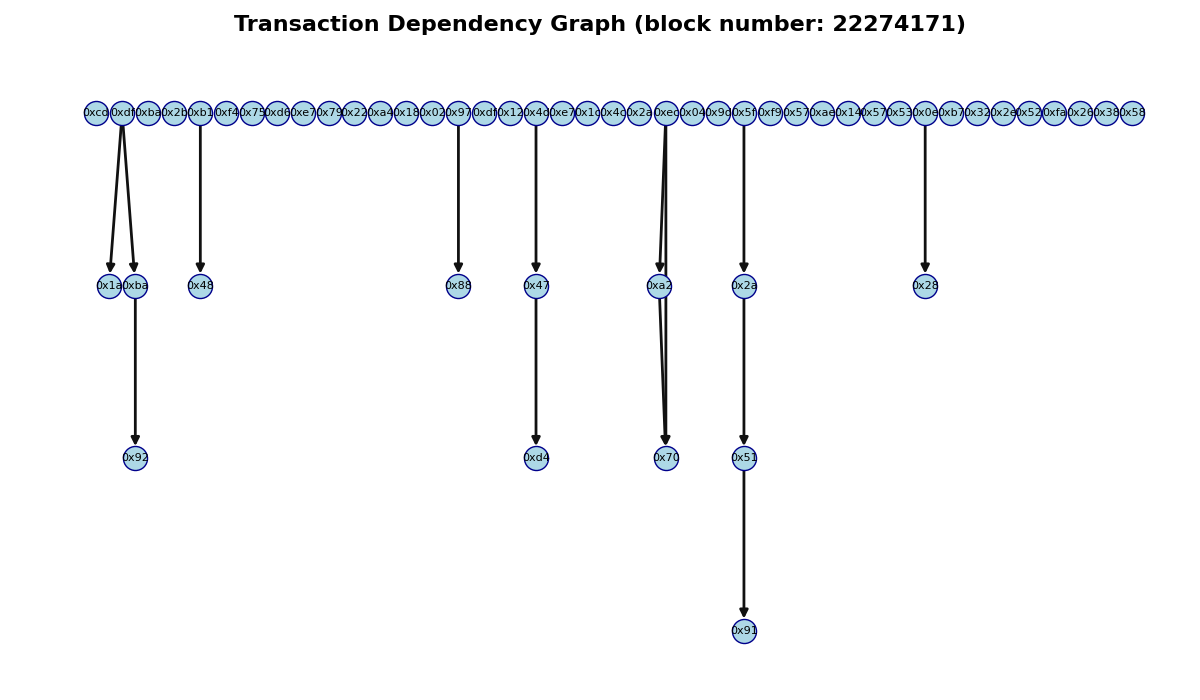 Transaction Dependency Graph (block number: 22274171)
0xcd 0xdf 0xba 0x2b 0xb1 0xf4 0x75 0xd6 0xe7 0x79 0x22 0xa4 0x18 0x02 0x97 0xdf 0x12 0x4d 0xe7 0x1c 0x4c 0x2a 0xec 0x04 0x9d 0x5f 0xf9 0x57 0xae 0x14 0x57 0x53 0x0e 0xb7 0x32 0x2e 0x52 0xfa 0x26 0x38 0x58
0x1a 0xba 0x48 0x88 0x47 0xa2 0x2a 0x28
0x92 0xd4 0x70 0x51
0x91